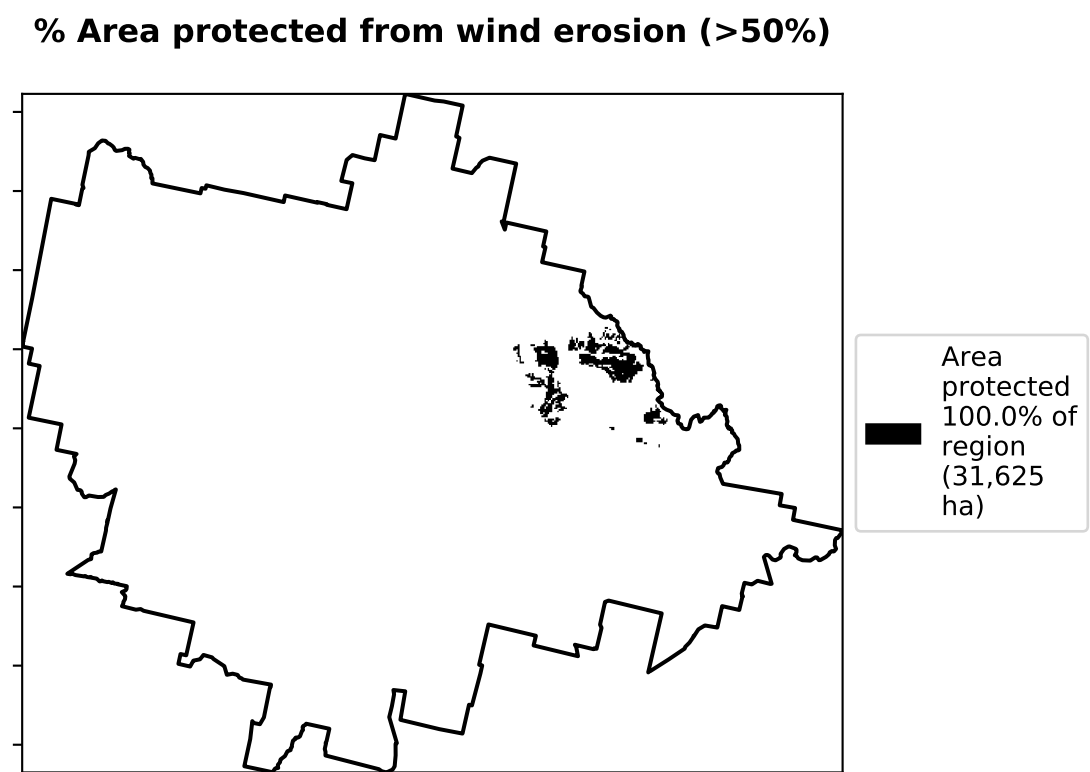 % Area protected from wind erosion (>50%)
Area
protected
100.0% of
region
(31,625
ha)